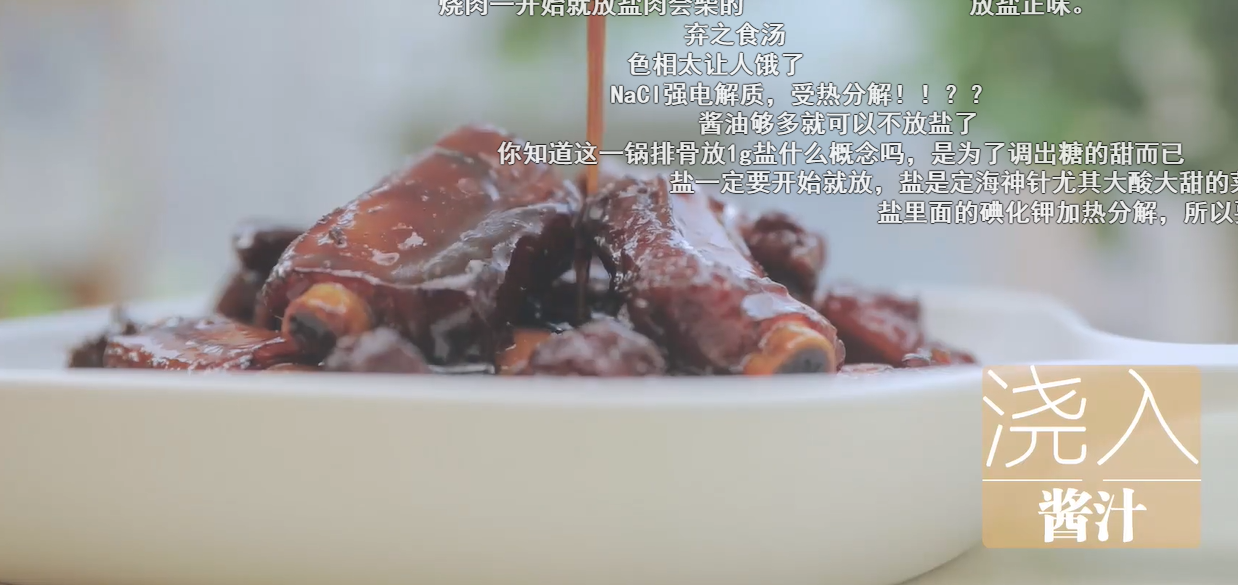 烧肉一开始就放盐肉会柴的
放盐正味。
弃之食汤
色相太让人饿了
NaCl强电解质，受热分解！！？？
酱油够多就可以不放盐了
你知道这一锅排骨放1g盐什么概念吗，是为了调出糖的甜而已
盐一定要开始就放，盐是定海神针尤其大酸大甜的菜
盐里面的碘化钾加热分解，所以
浇入
酱汁